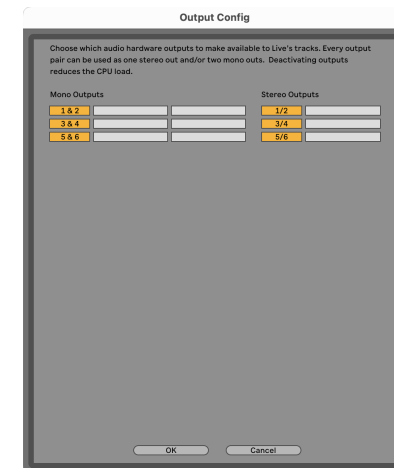 Output Config
Choose which audio hardware outputs to make available to Live's tracks. Every output
pair can be used as one stereo out and/or two mono outs. Deactivating outputs
reduces the CPU load.
Mono Outputs Stereo Outputs
1 & 2 1/2
3 & 4 3/4
5 & 6 5/6
OK Cancel